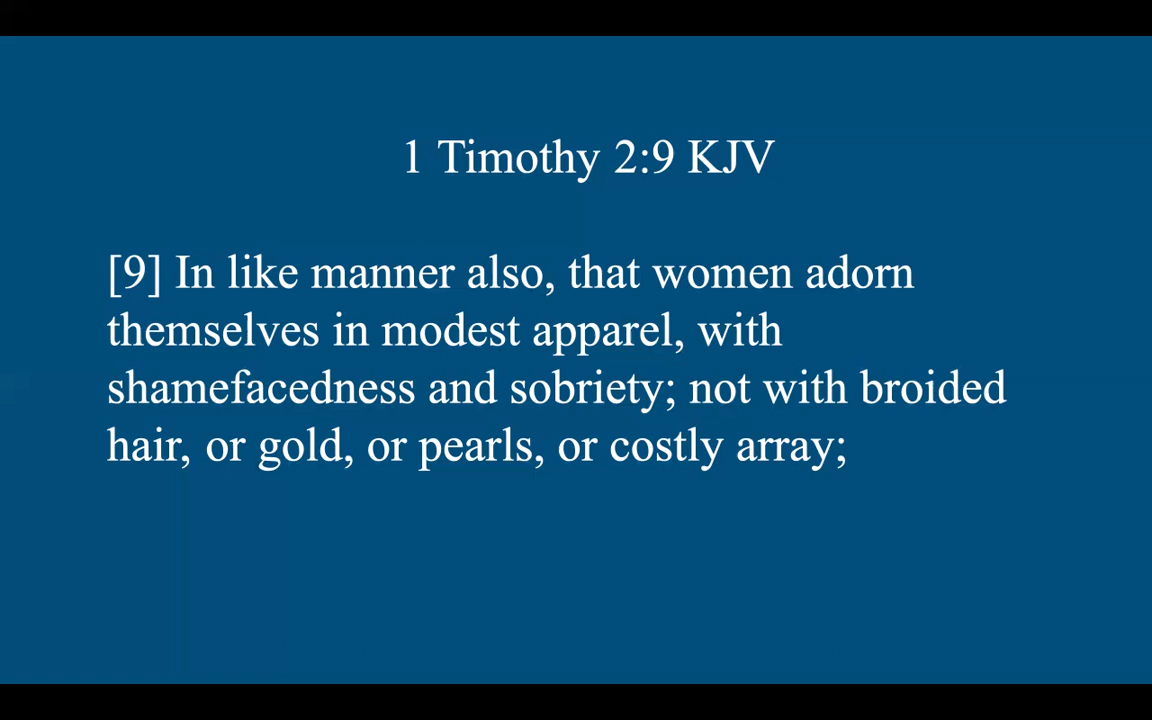 1 Timothy 2:9 KJV
[9] In like manner also, that women adorn
themselves in modest apparel, with
shamefacedness and sobriety; not with broided
hair, or gold, or pearls, or costly array;